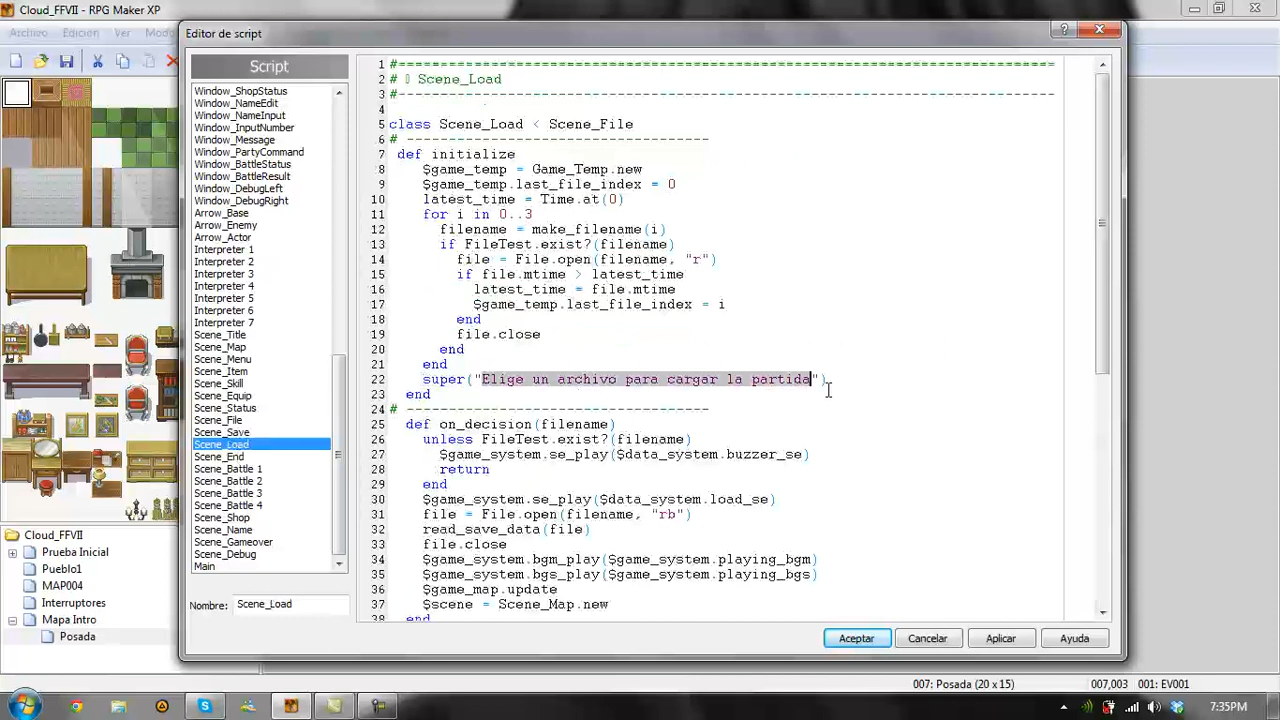 Cloud_FFVII - RPG Maker XP
Archivo Edición Ver Modo
Editor de script
Script
Window_ShopStatus
Window_NameEdit
Window_NameInput
Window_InputNumber
Window_Message
Window_PartyCommand
Window_BattleStatus
Window_BattleResult
Window_DebugLeft
Window_DebugRight
Arrow_Base
Arrow_Enemy
Arrow_Actor
Interpreter 1
Interpreter 2
Interpreter 3
Interpreter 4
Interpreter 5
Interpreter 6
Interpreter 7
Scene_Title
Scene_Map
Scene_Menu
Scene_Item
Scene_Skill
Scene_Equip
Scene_Status
Scene_File
Scene_Save
Scene_Load
Scene_End
Scene_Battle 1
Scene_Battle 2
Scene_Battle 3
Scene_Battle 4
Scene_Shop
Scene_Name
Scene_Gameover
Scene_Debug
Main
Nombre: Scene_Load
1 #==============================================================================
2 # ▯ Scene_Load
3 #------------------------------------------------------------------------------
4
5 class Scene_Load < Scene_File
6 # ------------------------------------
7 def initialize
8 $game_temp = Game_Temp.new
9 $game_temp.last_file_index = 0
10 latest_time = Time.at(0)
11 for i in 0..3
12 filename = make_filename(i)
13 if FileTest.exist?(filename)
14 file = File.open(filename, "r")
15 if file.mtime > latest_time
16 latest_time = file.mtime
17 $game_temp.last_file_index = i
18 end
19 file.close
20 end
21 end
22 super("Elige un archivo para cargar la partida")
23 end
24 # ------------------------------------
25 def on_decision(filename)
26 unless FileTest.exist?(filename)
27 $game_system.se_play($data_system.buzzer_se)
28 return
29 end
30 $game_system.se_play($data_system.load_se)
31 file = File.open(filename, "rb")
32 read_save_data(file)
33 file.close
34 $game_system.bgm_play($game_system.playing_bgm)
35 $game_system.bgs_play($game_system.playing_bgs)
36 $game_map.update
37 $scene = Scene_Map.new
38 end
Aceptar Cancelar Aplicar Ayuda
Cloud_FFVII
Prueba Inicial
Pueblo1
MAP004
Interruptores
Mapa Intro
Posada
007: Posada (20 x 15) 007,003 001: EV001
7:35PM